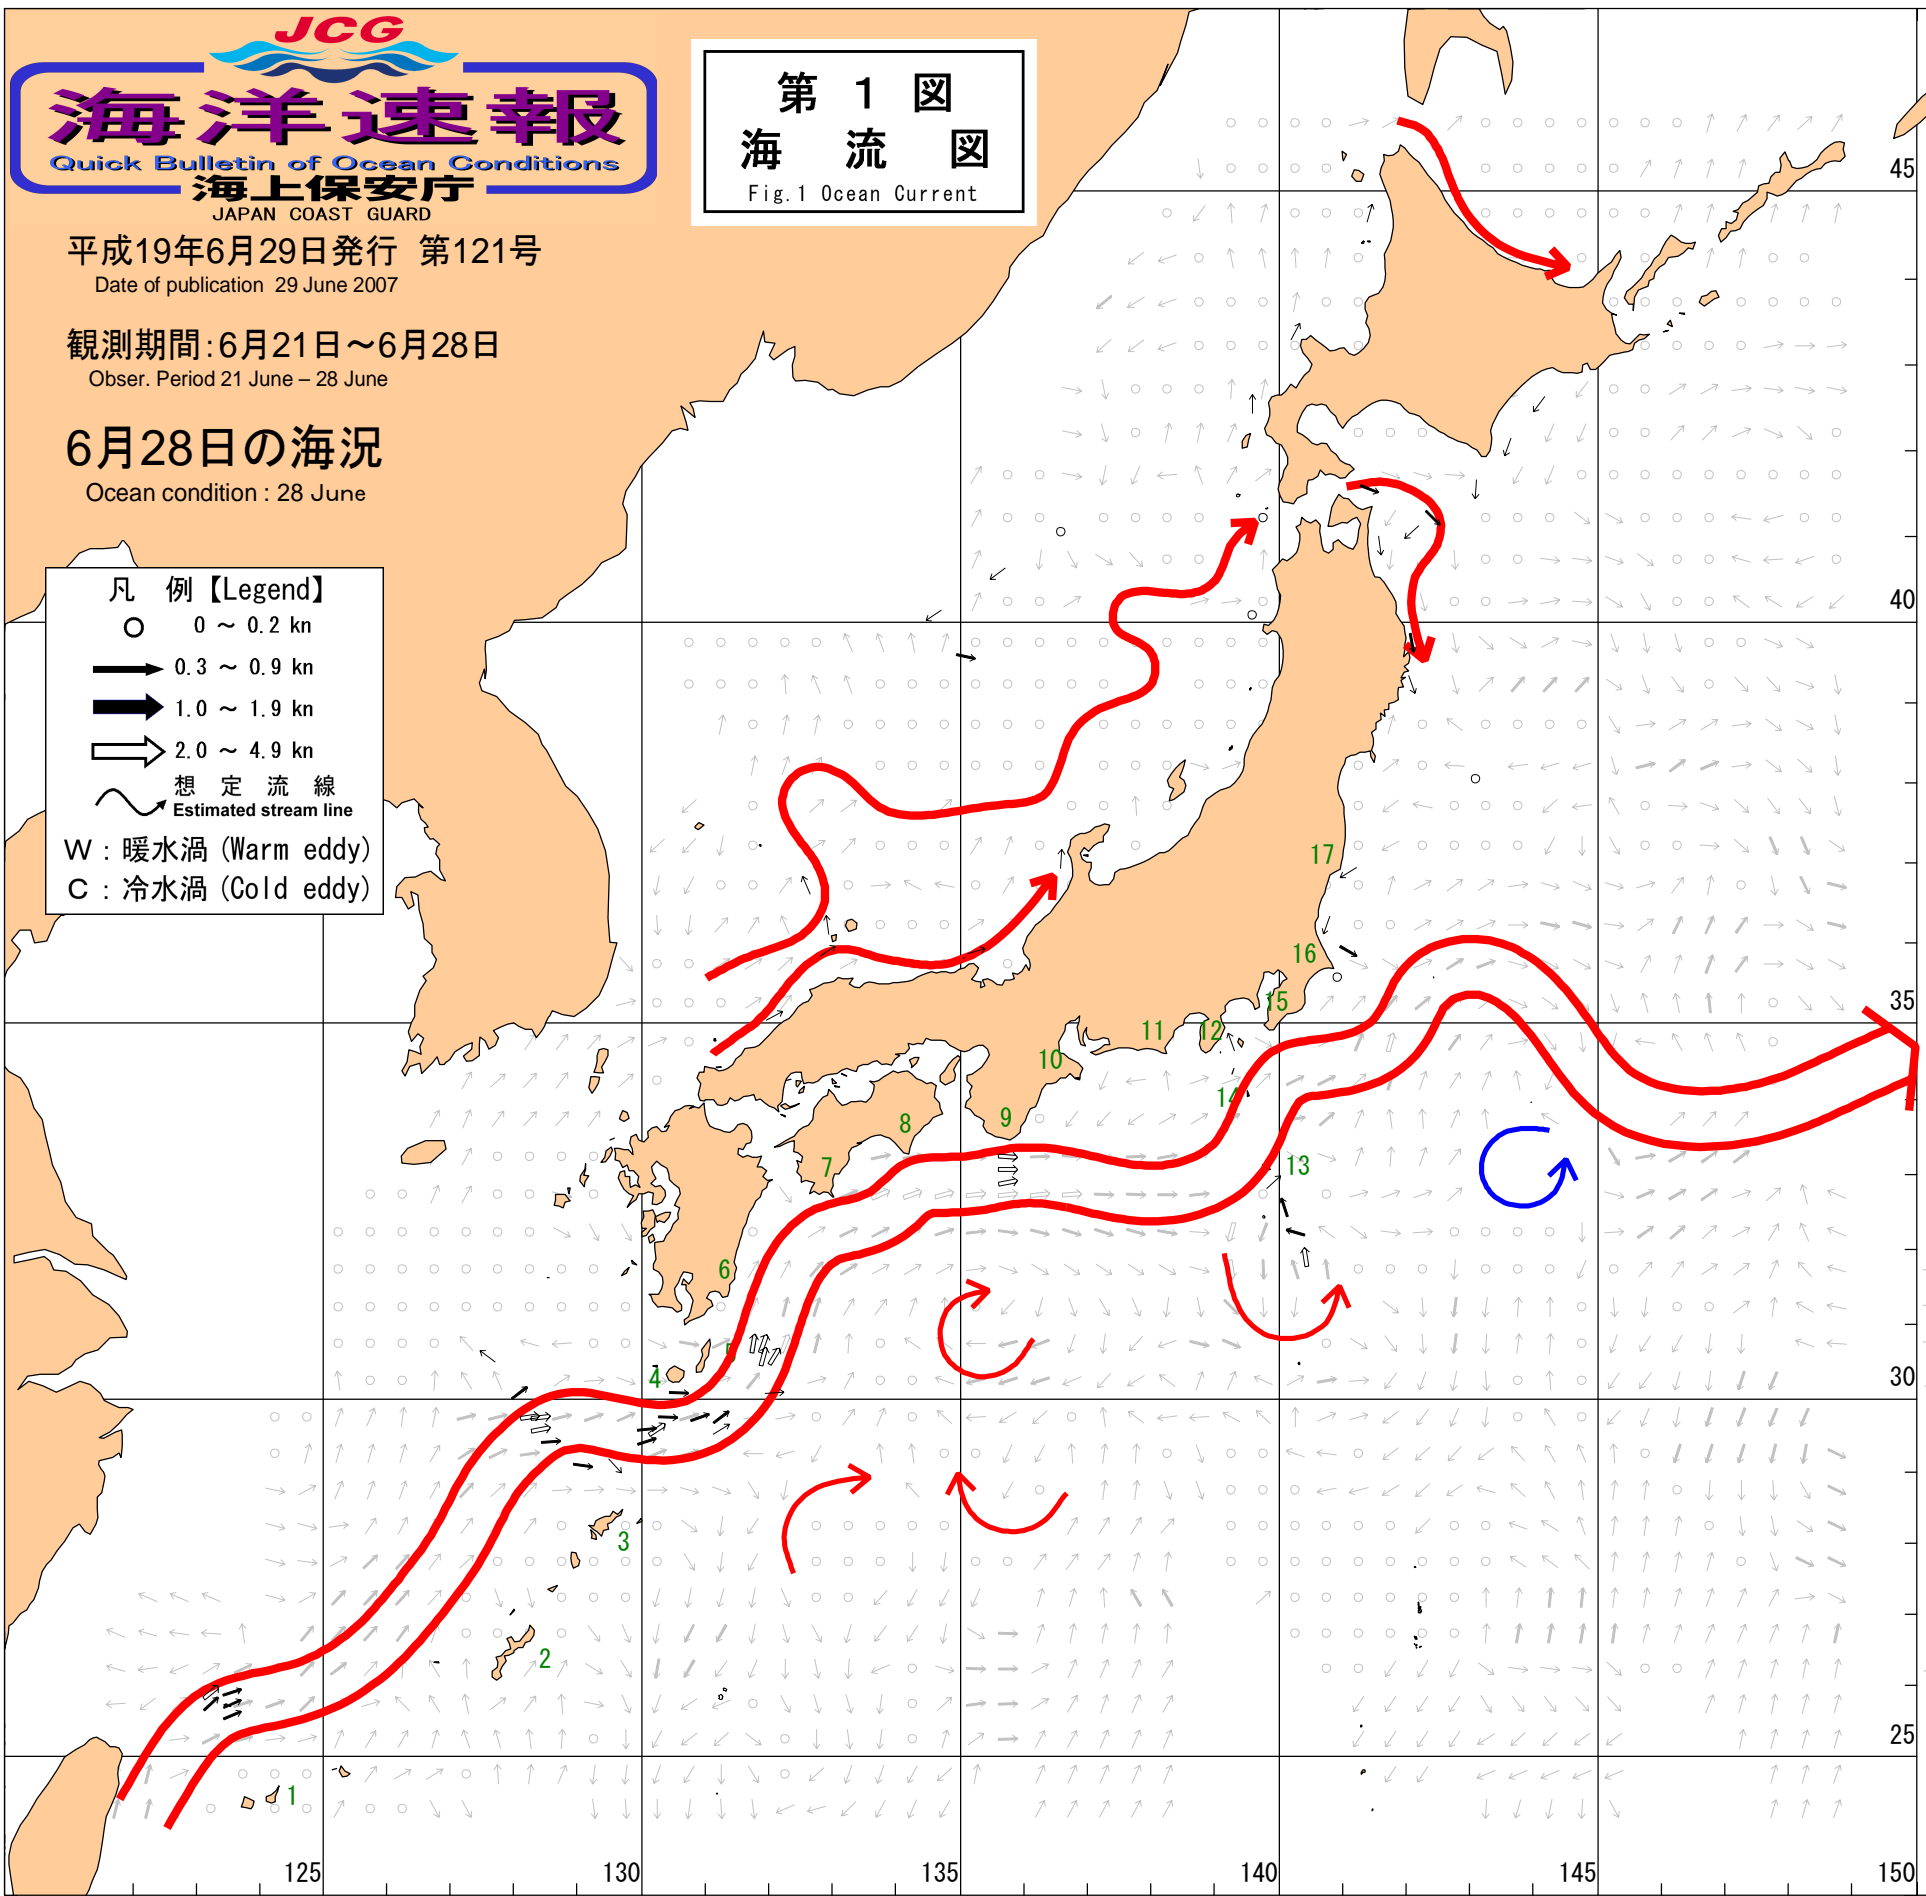 JCG
海洋速報
Quick Bulletin of Ocean Conditions
海上保安庁
JAPAN COAST GUARD
平成19年6月29日発行 第121号
Date of publication 29 June 2007
観測期間:6月21日～6月28日
Obser. Period 21 June – 28 June
6月28日の海況
Ocean condition : 28 June
第 1 図
海 流 図
Fig.1 Ocean Current
凡 例【Legend】
0 ～ 0.2 kn
0.3 ～ 0.9 kn
1.0 ～ 1.9 kn
2.0 ～ 4.9 kn
想 定 流 線
Estimated stream line
W : 暖水渦 (Warm eddy)
C : 冷水渦 (Cold eddy)
45
40
35
30
25
17
16
15
12
11
10
14
9
8
7
13
6
5
4
3
2
1
125
130
135
140
145
150